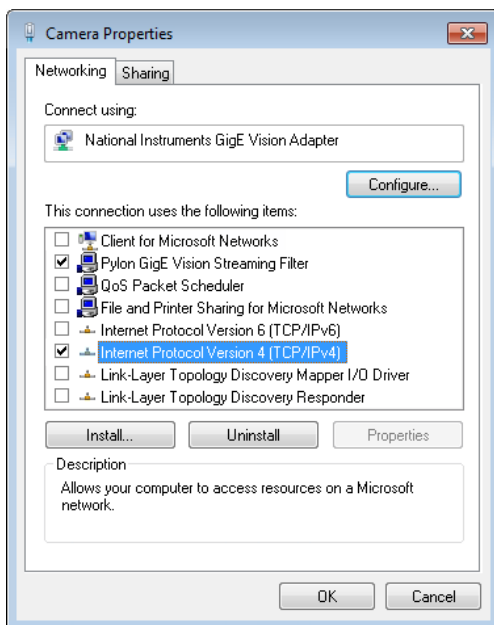 Camera Properties
Networking Sharing
Connect using:
National Instruments GigE Vision Adapter
Configure...
This connection uses the following items:
Client for Microsoft Networks
Pylon GigE Vision Streaming Filter
QoS Packet Scheduler
File and Printer Sharing for Microsoft Networks
Internet Protocol Version 6 (TCP/IPv6)
Internet Protocol Version 4 (TCP/IPv4)
Link-Layer Topology Discovery Mapper I/O Driver
Link-Layer Topology Discovery Responder
Install... Uninstall Properties
Description
Allows your computer to access resources on a Microsoft
network.
OK Cancel